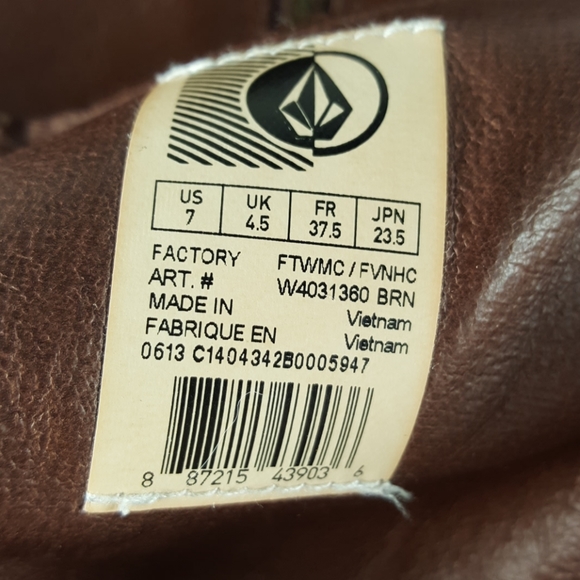 US UK FR JPN
7 4.5 37.5 23.5
FACTORY FTWMC / FVNHC
ART. # W4031360 BRN
MADE IN Vietnam
FABRIQUE EN Vietnam
0613 C1404342B0005947
8 87215 43903 6